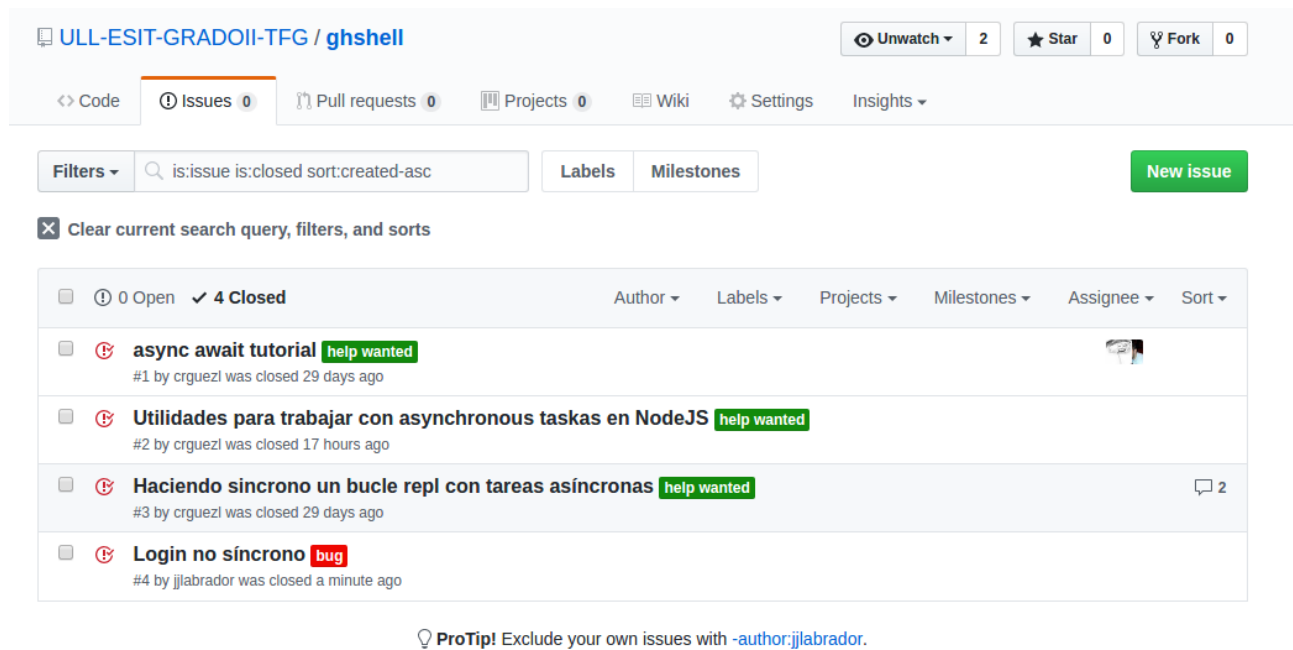 ULL-ESIT-GRADOII-TFG / ghshell Unwatch 2 Star 0 Fork 0
<> Code Issues 0 Pull requests 0 Projects 0 Wiki Settings Insights
Filters is:issue is:closed sort:created-asc Labels Milestones New issue
Clear current search query, filters, and sorts
0 Open 4 Closed Author Labels Projects Milestones Assignee Sort
async await tutorial help wanted
#1 by crguezl was closed 29 days ago
Utilidades para trabajar con asynchronous taskas en NodeJS help wanted
#2 by crguezl was closed 17 hours ago
Haciendo sincrono un bucle repl con tareas asíncronas help wanted 2
#3 by crguezl was closed 29 days ago
Login no síncrono bug
#4 by jjlabrador was closed a minute ago
ProTip! Exclude your own issues with -author:jjlabrador.